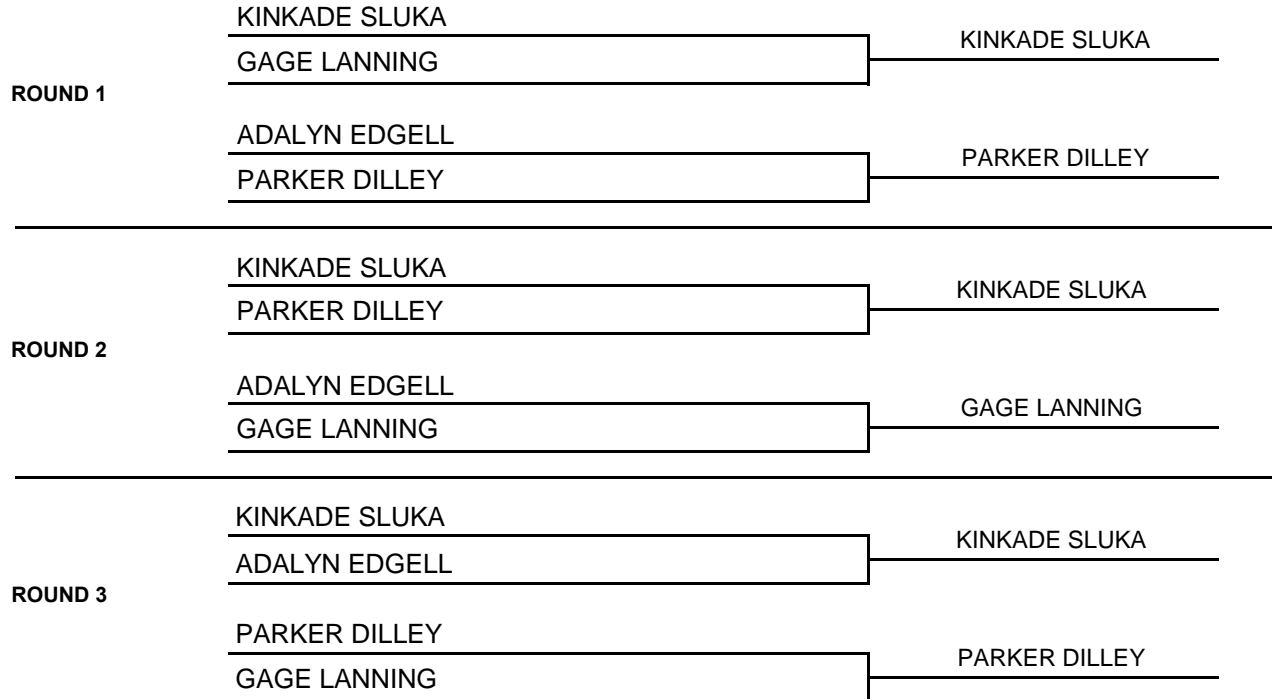 KINKADE SLUKA
KINKADE SLUKA
GAGE LANNING
ROUND 1
ADALYN EDGELL
PARKER DILLEY
PARKER DILLEY
KINKADE SLUKA
KINKADE SLUKA
PARKER DILLEY
ROUND 2
ADALYN EDGELL
GAGE LANNING
GAGE LANNING
KINKADE SLUKA
KINKADE SLUKA
ADALYN EDGELL
ROUND 3
PARKER DILLEY
PARKER DILLEY
GAGE LANNING